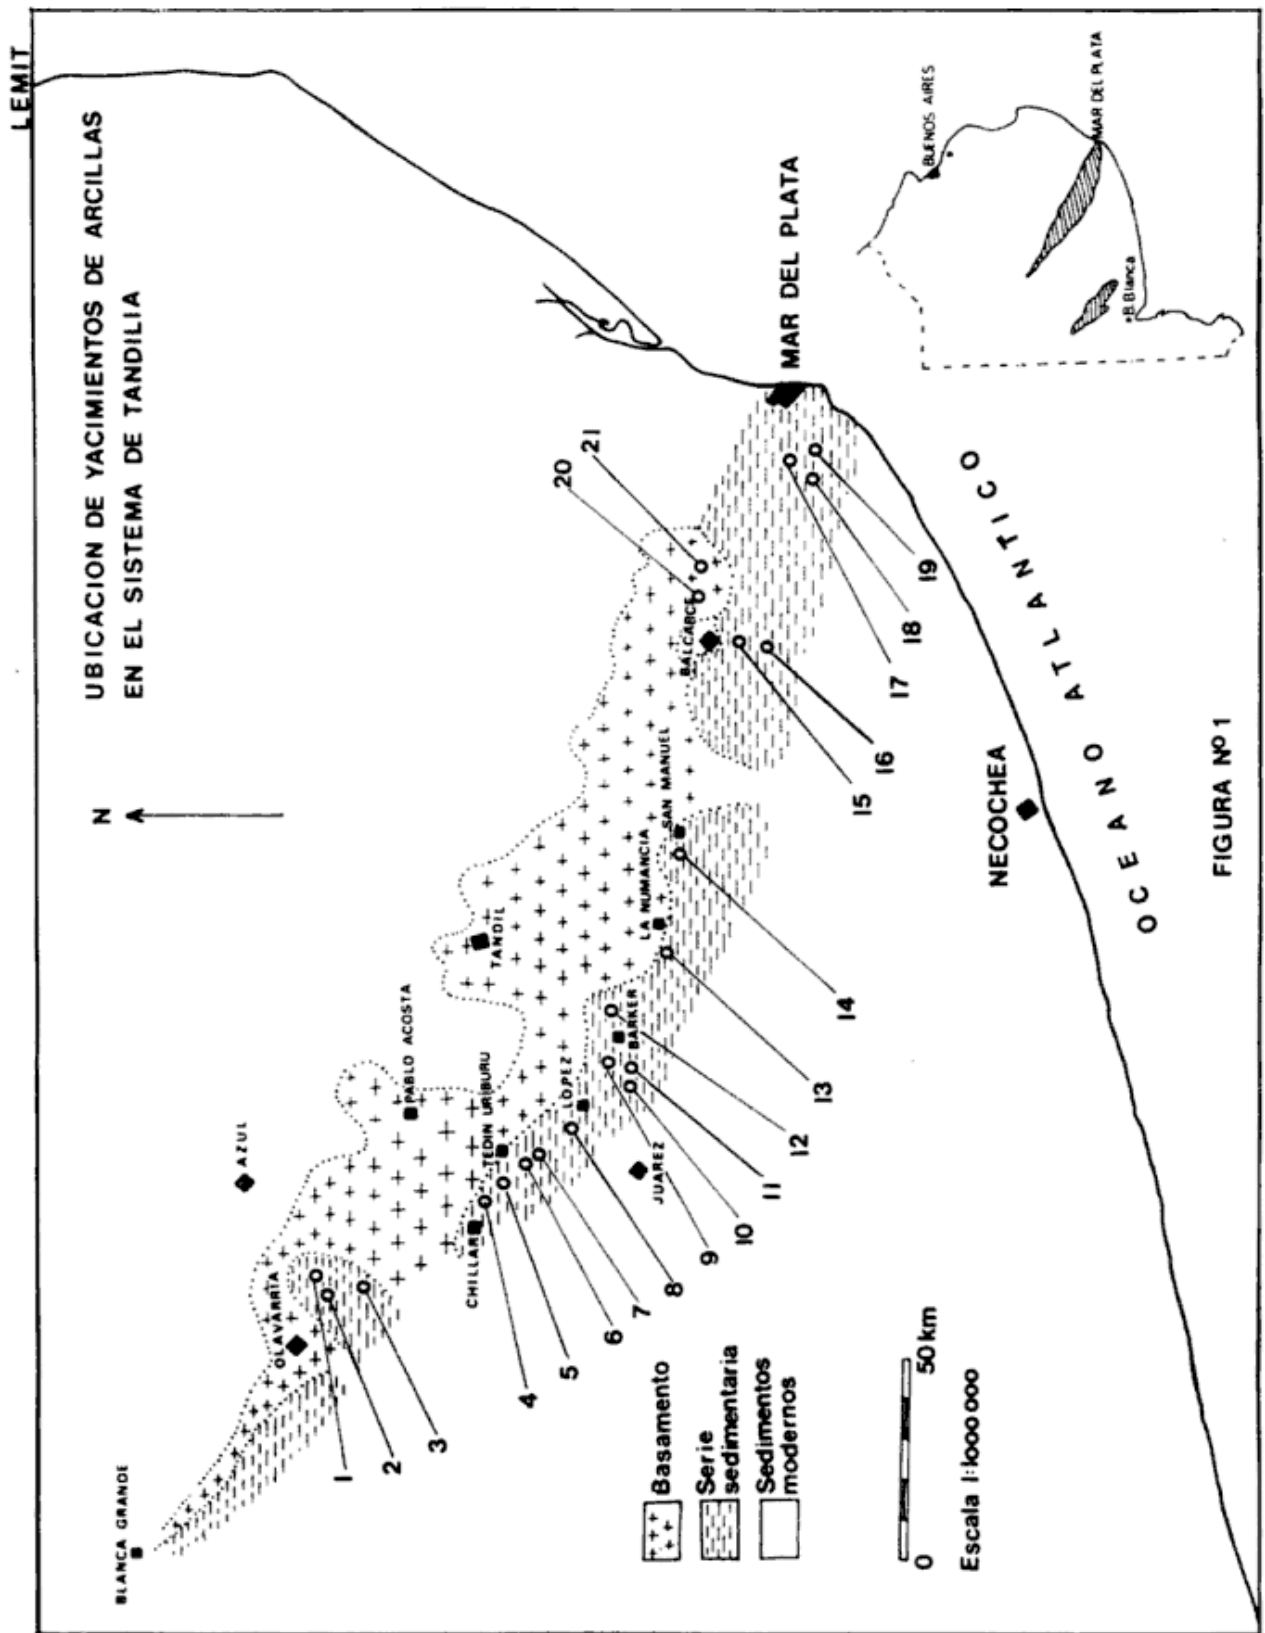 LEMIT
UBICACION DE YACIMIENTOS DE ARCILLAS
EN EL SISTEMA DE TANDILIA
N
BLANCA GRANDE
OLAVARRIA
AZUL
PABLO ACOSTA
CHILLAR
TEDIN URIBURU
LOPEZ
TANDIL
JUAREZ
BARKER
LA NUMANCIA
SAN MANUEL
BALCARCE
MAR DEL PLATA
NECOCHEA
OCEANO ATLANTICO
1
2
3
4
5
6
7
8
9
10
11
12
13
14
15
16
17
18
19
20
21
Basamento
Serie
sedimentaria
Sedimentos
modernos
0
50km
Escala 1:1000000
BUENOS AIRES
MAR DEL PLATA
B. Blanca
FIGURA Nº1